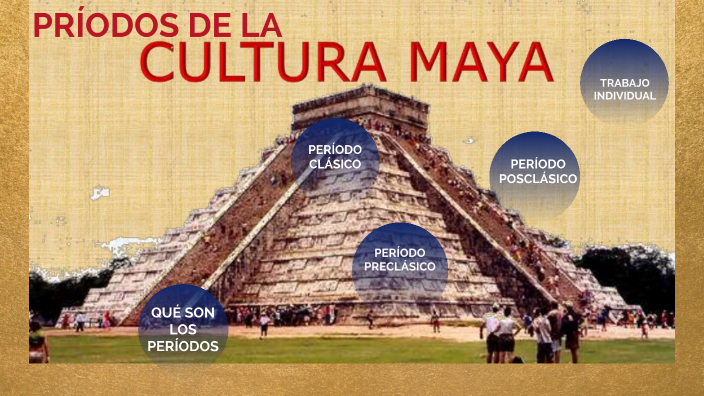 PRÍODOS DE LA
CULTURA MAYA
TRABAJO
INDIVIDUAL
PERÍODO
CLÁSICO
PERÍODO
POSCLÁSICO
PERÍODO
PRECLÁSICO
QUÉ SON
LOS
PERÍODOS